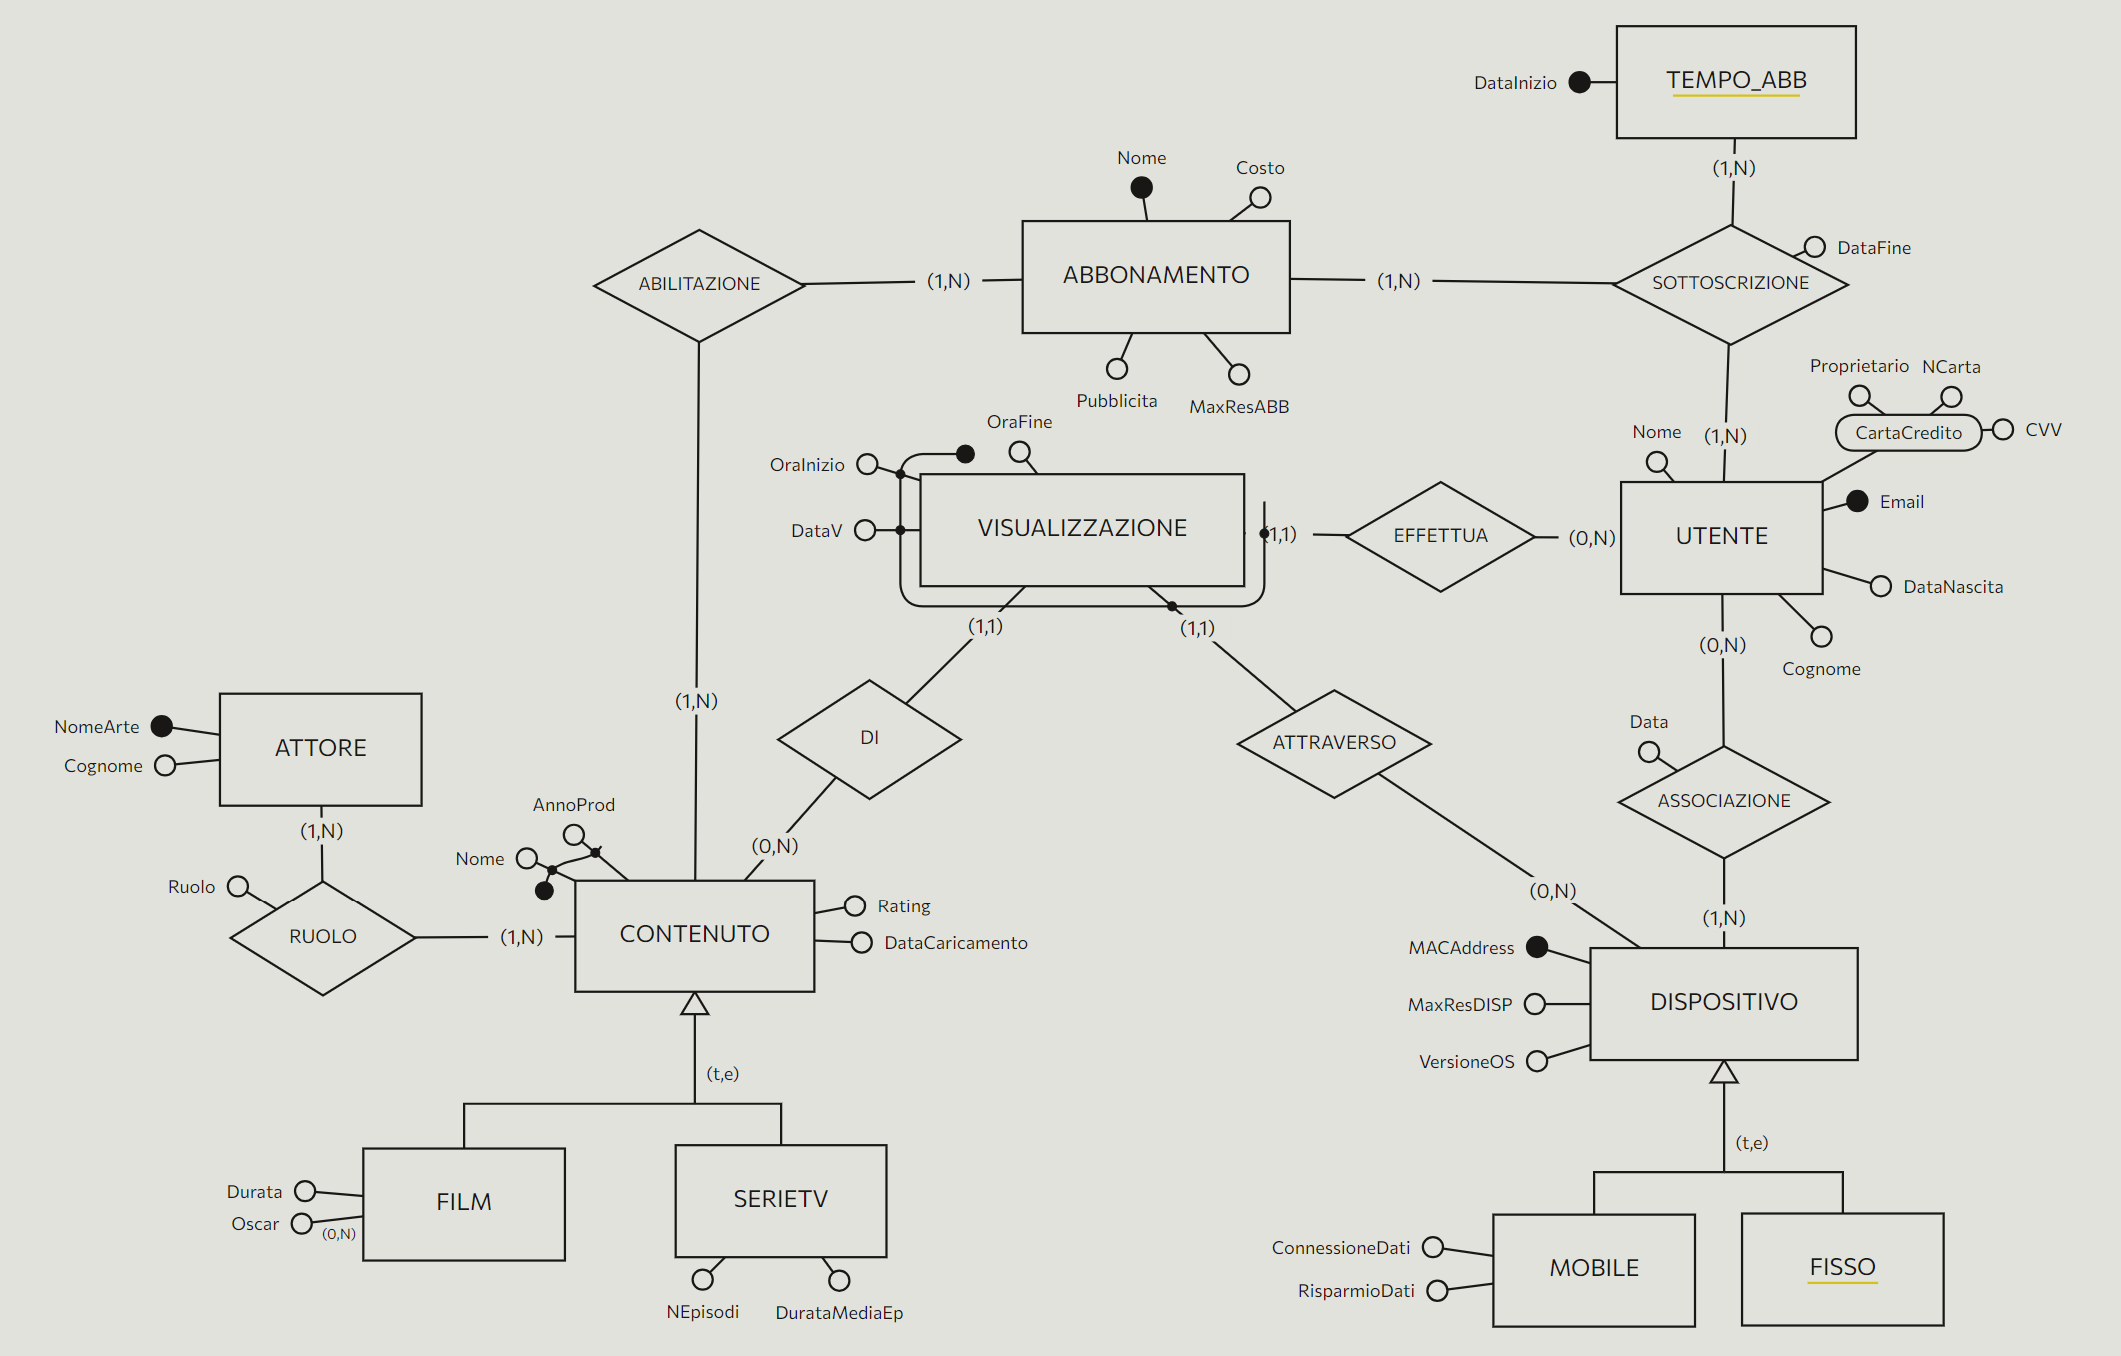 TEMPO_ABB
DataInizio
(1,N)
Nome
Costo
DataFine
ABILITAZIONE
(1,N)
ABBONAMENTO
(1,N)
SOTTOSCRIZIONE
Proprietario
NCarta
Pubblicita
MaxResABB
OraFine
Nome
(1,N)
CartaCredito
CVV
OraInizio
Email
DataV
VISUALIZZAZIONE
(1,1)
EFFETTUA
(0,N)
UTENTE
DataNascita
(1,1)
(1,1)
(0,N)
Cognome
(1,N)
NomeArte
ATTORE
Cognome
DI
ATTRAVERSO
Data
ASSOCIAZIONE
AnnoProd
(1,N)
(0,N)
Nome
Ruolo
(0,N)
Rating
(1,N)
RUOLO
(1,N)
CONTENUTO
DataCaricamento
MACAddress
MaxResDISP
DISPOSITIVO
VersioneOS
(t,e)
(t,e)
Durata
FILM
SERIETV
Oscar
(0,N)
ConnessioneDati
MOBILE
FISSO
RisparmioDati
NEpisodi
DurataMediaEp